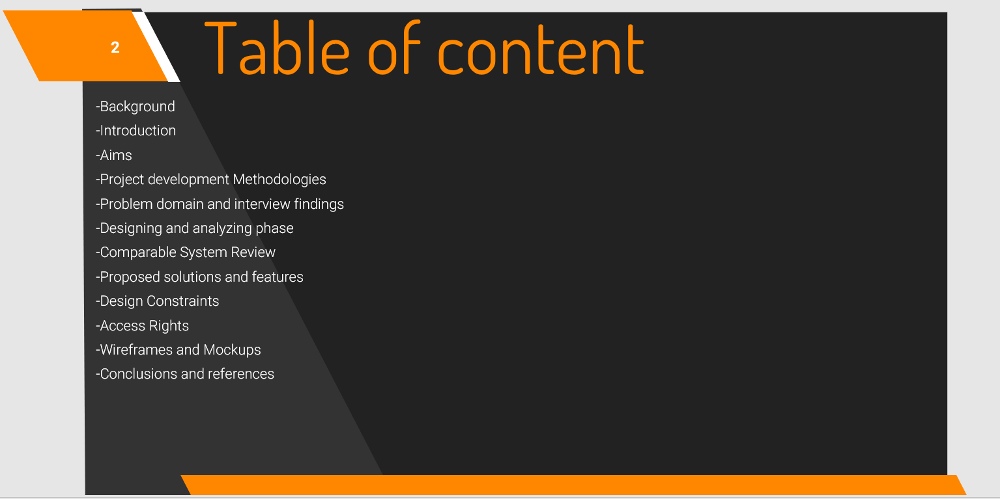 2
Table of content
-Background
-Introduction
-Aims
-Project development Methodologies
-Problem domain and interview findings
-Designing and analyzing phase
-Comparable System Review
-Proposed solutions and features
-Design Constraints
-Access Rights
-Wireframes and Mockups
-Conclusions and references